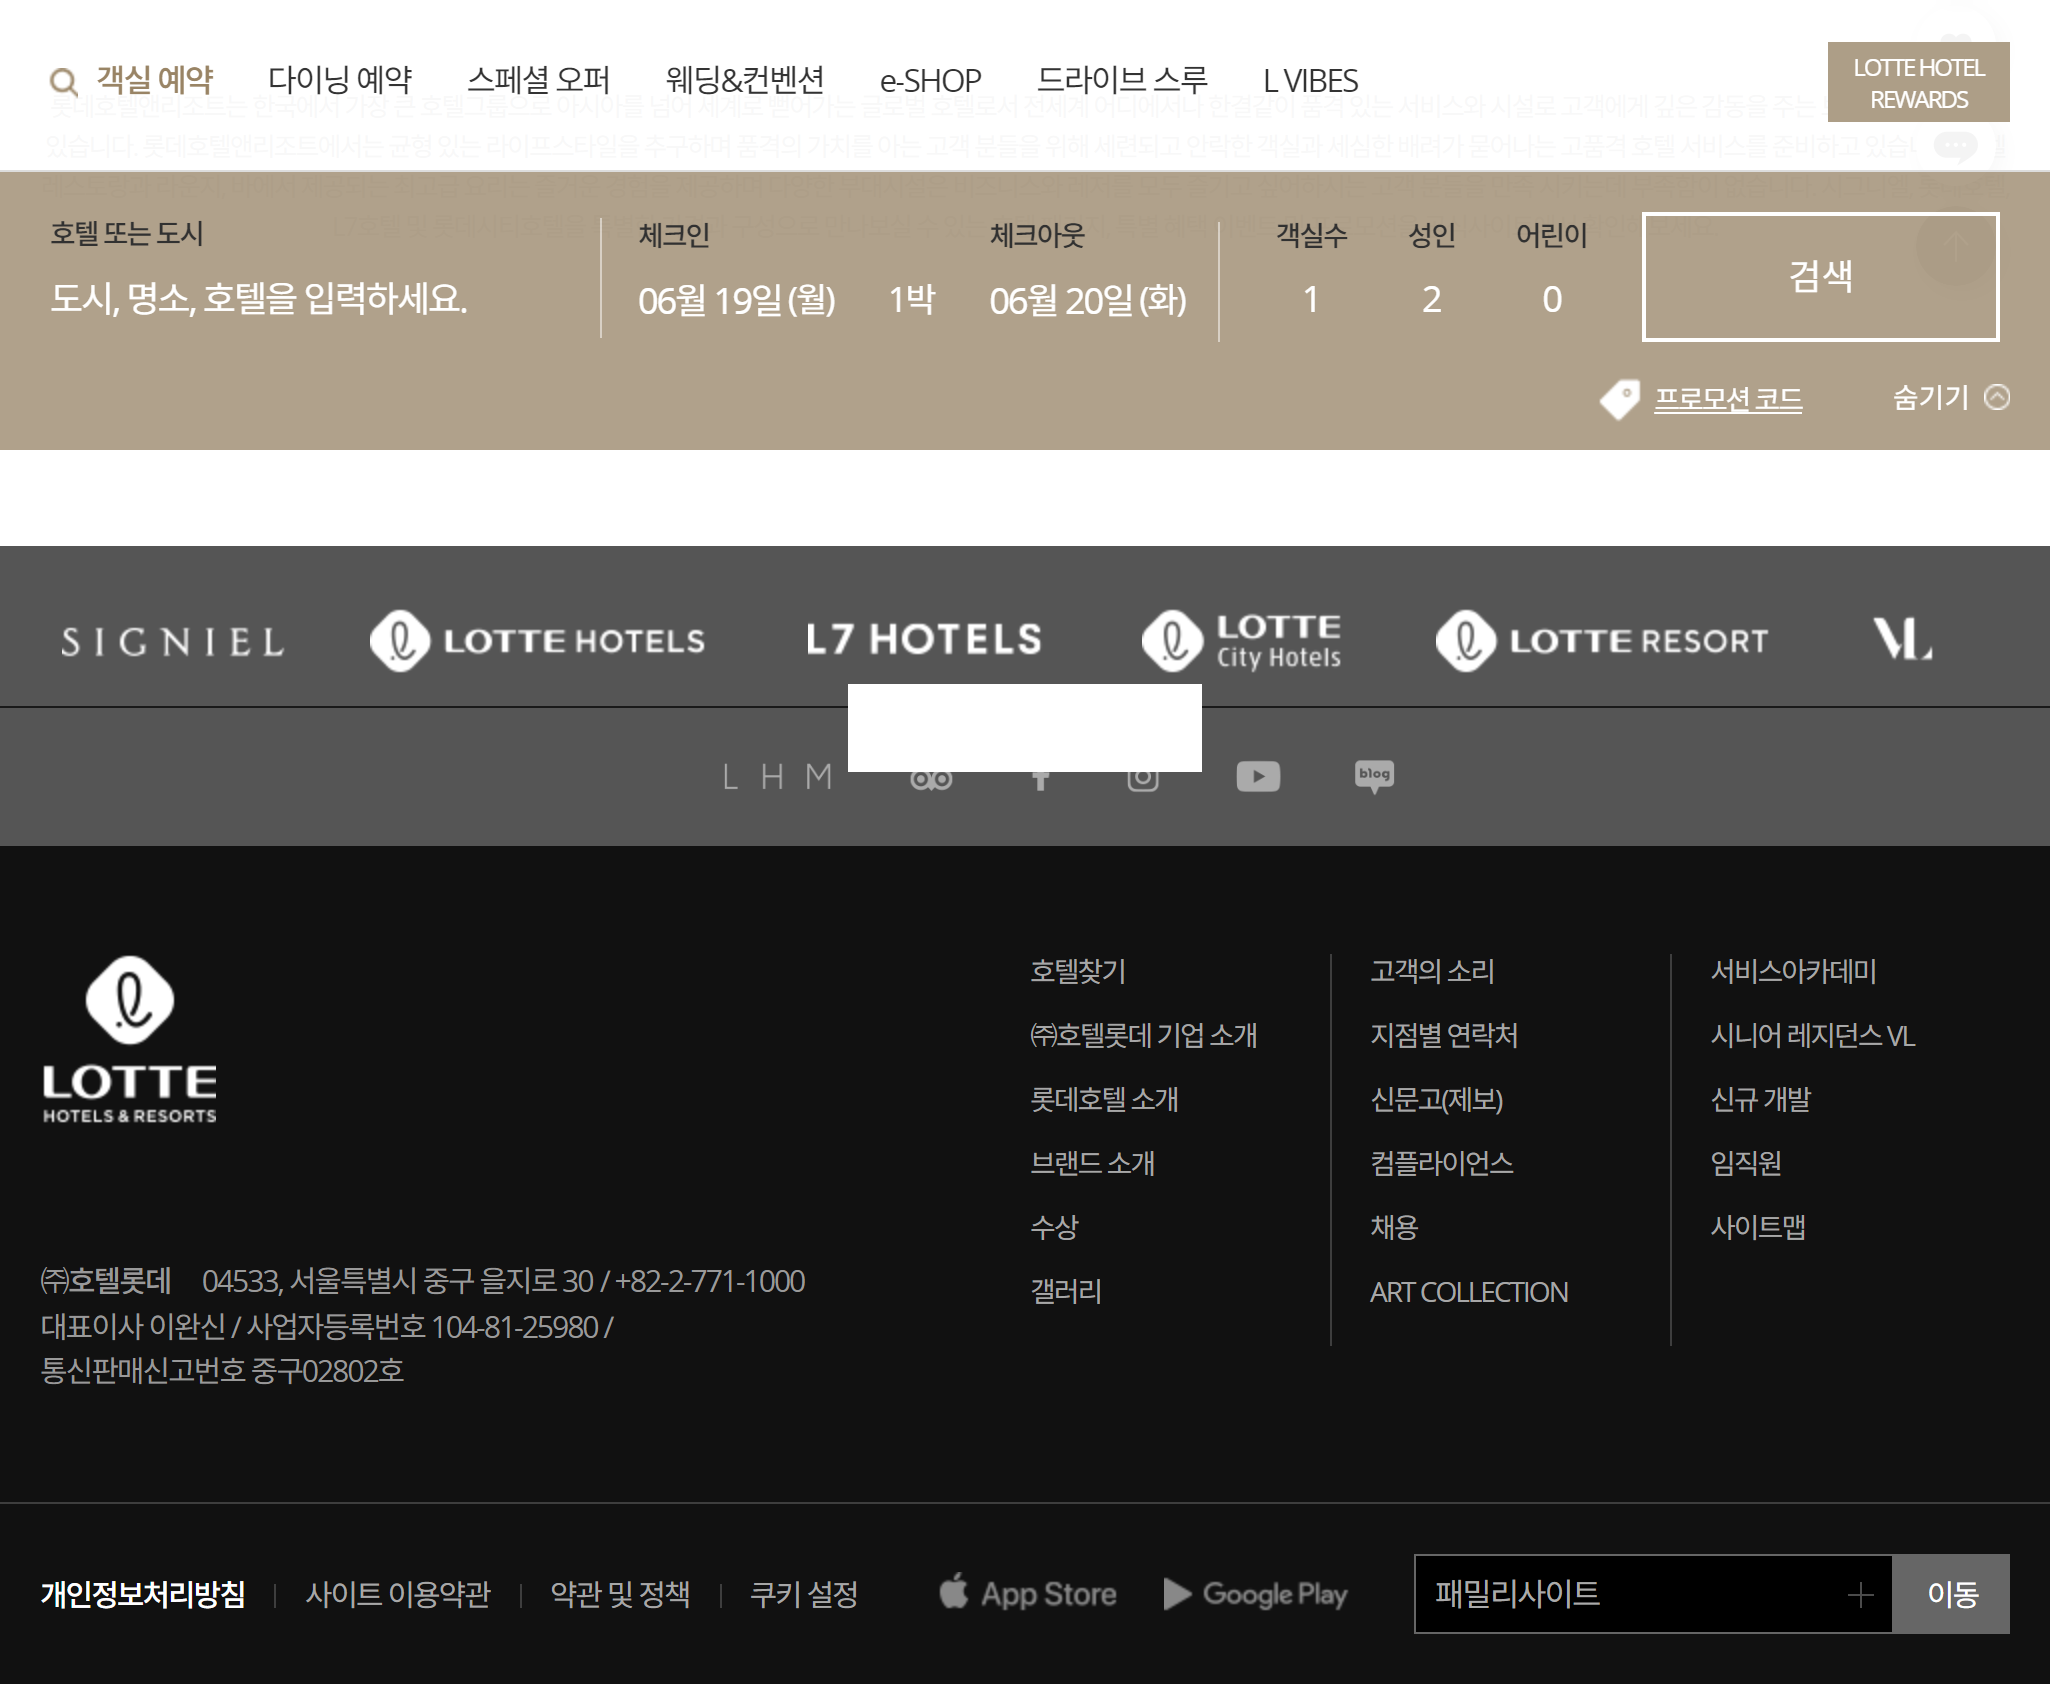 객실 예약 다이닝 예약 스페셜 오퍼 웨딩&컨벤션 e-SHOP 드라이브 스루 L VIBES
LOTTE HOTEL
REWARDS
호텔 또는 도시 체크인 체크아웃 객실수 성인 어린이
도시, 명소, 호텔을 입력하세요. 06월 19일 (월) 1박 06월 20일 (화) 1 2 0
검색
프로모션 코드 숨기기
SIGNIEL LOTTE HOTELS L7 HOTELS LOTTE City Hotels LOTTE RESORT VL
L H M blog
LOTTE
HOTELS & RESORTS
호텔찾기
㈜호텔롯데 기업 소개
롯데호텔 소개
브랜드 소개
수상
갤러리
고객의 소리
지점별 연락처
신문고(제보)
컴플라이언스
채용
ART COLLECTION
서비스아카데미
시니어 레지던스 VL
신규 개발
임직원
사이트맵
㈜호텔롯데 04533, 서울특별시 중구 을지로 30 / +82-2-771-1000
대표이사 이완신 / 사업자등록번호 104-81-25980 /
통신판매신고번호 중구02802호
개인정보처리방침 사이트 이용약관 약관 및 정책 쿠키 설정 App Store Google Play 패밀리사이트 이동